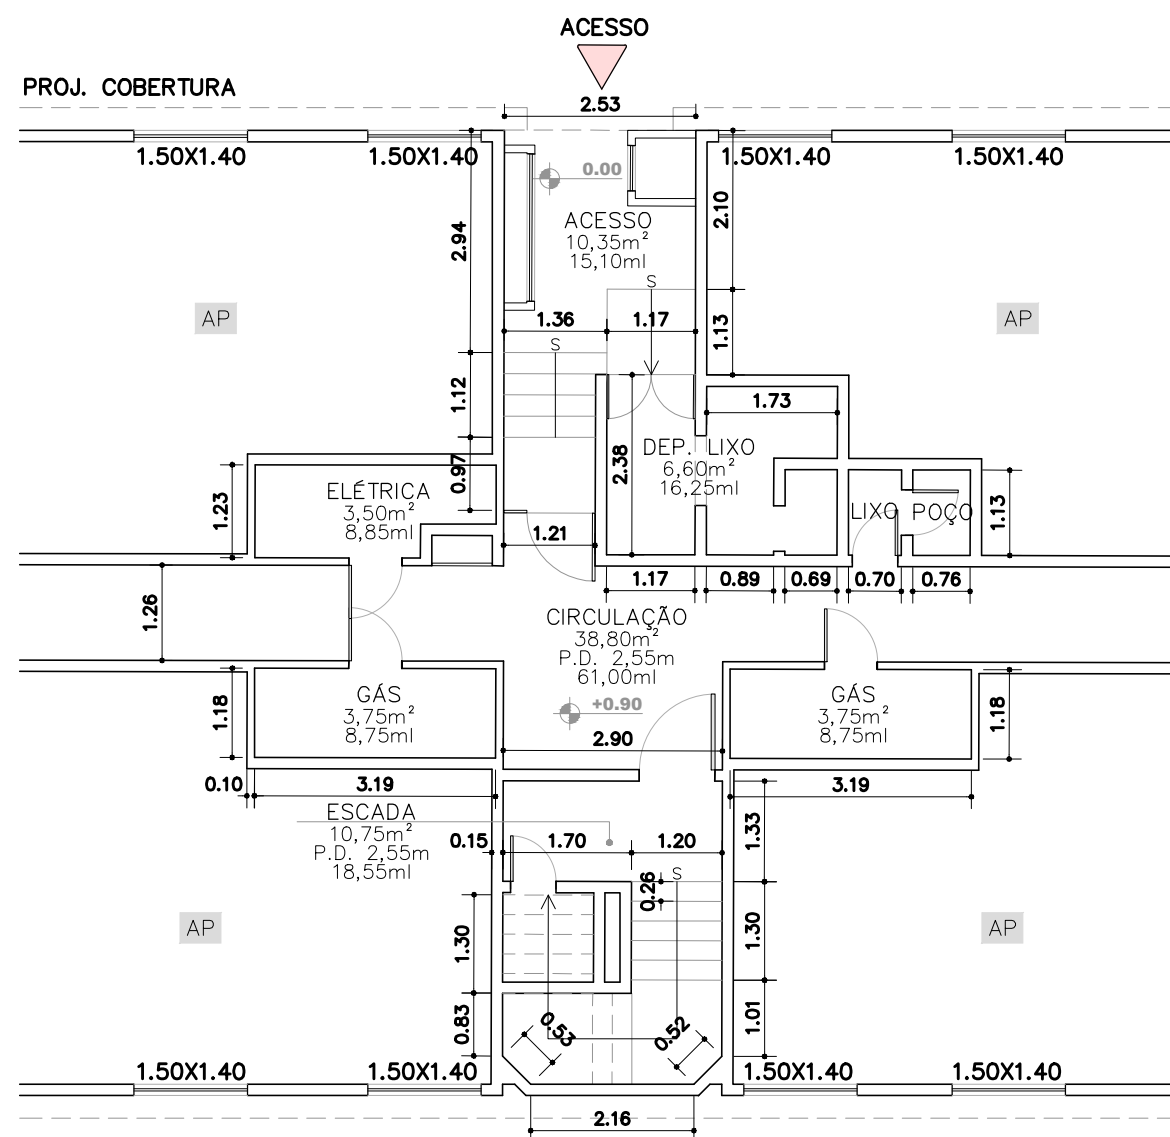 ACESSO
PROJ. COBERTURA
2.53
1.50X1.40
1.50X1.40
1.50X1.40
1.50X1.40
0.00
2.94
ACESSO
10,35m²
15,10ml
2.10
S
AP
1.36
1.17
AP
1.13
S
1.12
1.73
DEP. LIXO
6,60m²
16,25ml
2.38
0.97
ELÉTRICA
3,50m²
8,85ml
1.23
LIXO
POÇO
1.13
1.21
1.17
0.89
0.69
0.70
0.76
1.26
CIRCULAÇÃO
38,80m²
P.D. 2,55m
61,00ml
GÁS
3,75m²
8,75ml
1.18
+0.90
GÁS
3,75m²
8,75ml
1.18
2.90
0.10
3.19
3.19
ESCADA
10,75m²
P.D. 2,55m
18,55ml
0.15
1.70
1.20
1.33
0.26
S
AP
1.30
1.30
AP
0.83
0.53
0.52
1.01
1.50X1.40
1.50X1.40
1.50X1.40
1.50X1.40
2.16